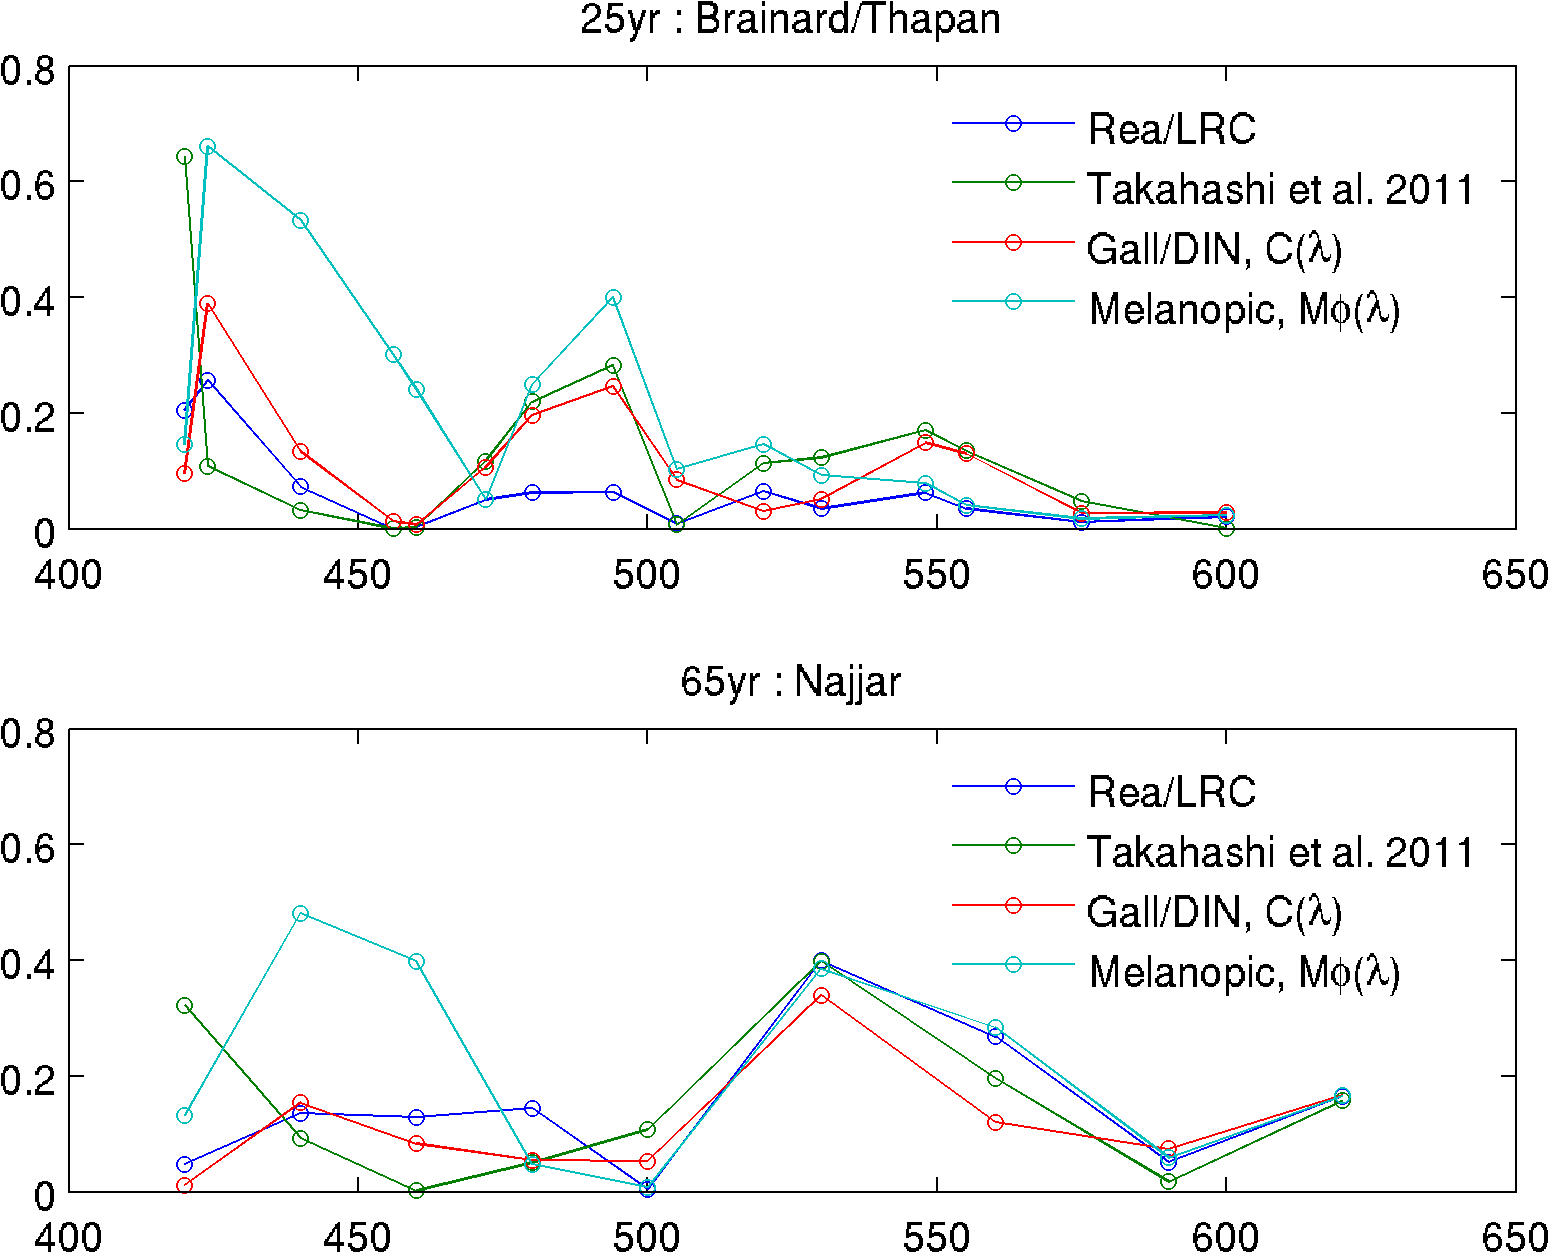 25yr : Brainard/Thapan
0.8
0.6
0.4
0.2
0
400 450 500 550 600 650
Rea/LRC
Takahashi et al. 2011
Gall/DIN, C(λ)
Melanopic, Mϕ(λ)
65yr : Najjar
0.8
0.6
0.4
0.2
0
400 450 500 550 600 650
Rea/LRC
Takahashi et al. 2011
Gall/DIN, C(λ)
Melanopic, Mϕ(λ)